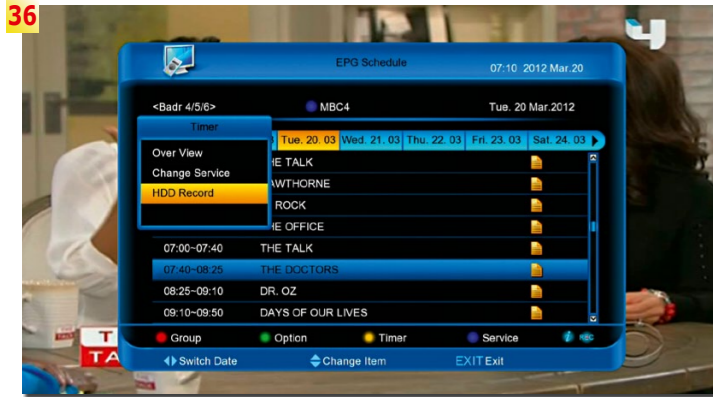 36
EPG Schedule
07:10 2012 Mar.20
<Badr 4/5/6>
MBC4
Tue. 20 Mar.2012
Timer
Tue. 20. 03 Wed. 21. 03 Thu. 22. 03 Fri. 23. 03 Sat. 24. 03
Over View
HE TALK
Change Service
AWTHORNE
HDD Record
ROCK
HE OFFICE
07:00~07:40 THE TALK
07:40~08:25 THE DOCTORS
08:25~09:10 DR. OZ
09:10~09:50 DAYS OF OUR LIVES
Group Option Timer Service i REC
Switch Date Change Item EXIT Exit
T
TA